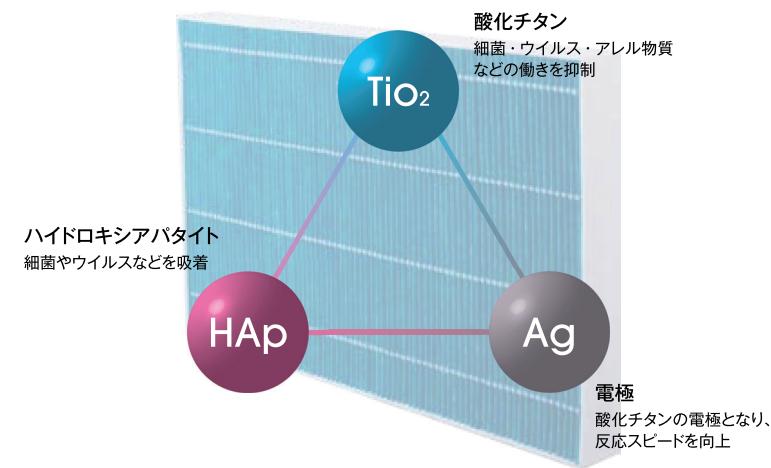 酸化チタン
細菌・ウイルス・アレル物質
などの働きを抑制
Tio₂
ハイドロキシアパタイト
細菌やウイルスなどを吸着
HAp
Ag
電極
酸化チタンの電極となり、
反応スピードを向上